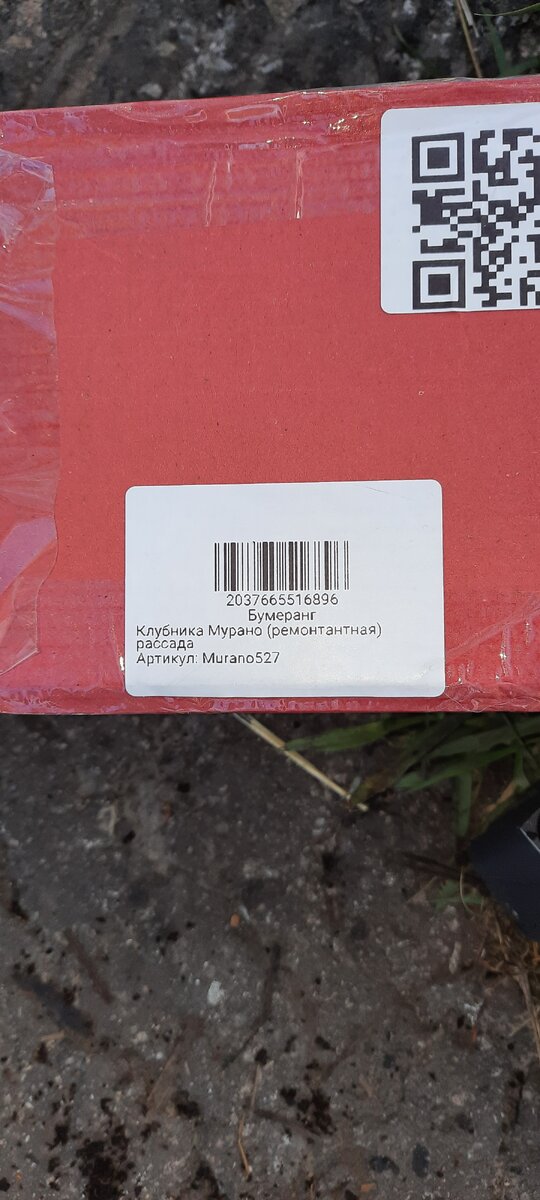 2037665516896
Бумеранг
Клубника Мурано (ремонтантная)
рассада
Артикул: Murano527